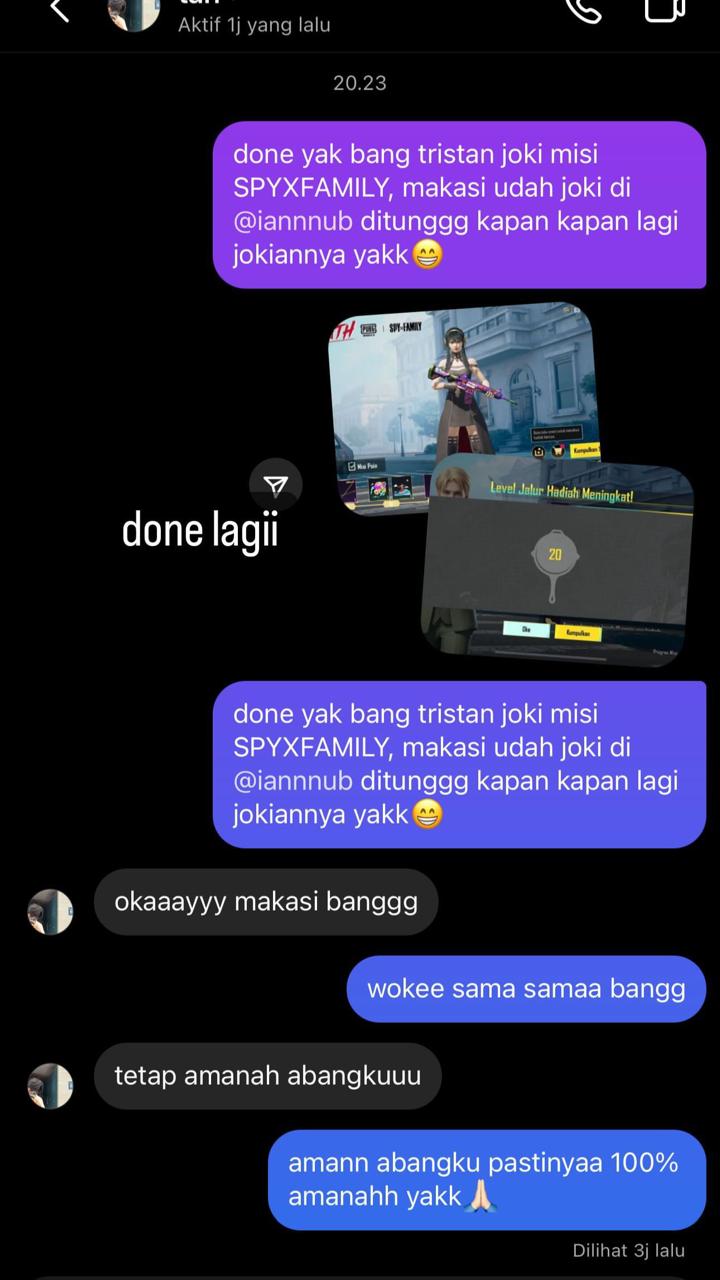 Aktif 1j yang lalu
20.23
done yak bang tristan joki misi
SPYXFAMILY, makasi udah joki di
@iannnub ditunggg kapan kapan lagi
jokiannya yakk😁
PUBG
SPY×FAMILY
Misi Poin
Kumpulkan
done lagii
Level Jalur Hadiah Meningkat!
20
Oke
Kumpulkan
done yak bang tristan joki misi
SPYXFAMILY, makasi udah joki di
@iannnub ditunggg kapan kapan lagi
jokiannya yakk😁
okaaayyy makasi banggg
wokee sama samaa bangg
tetap amanah abangkuuu
amann abangku pastinyaa 100%
amanahh yakk🙏🏻
Dilihat 3j lalu